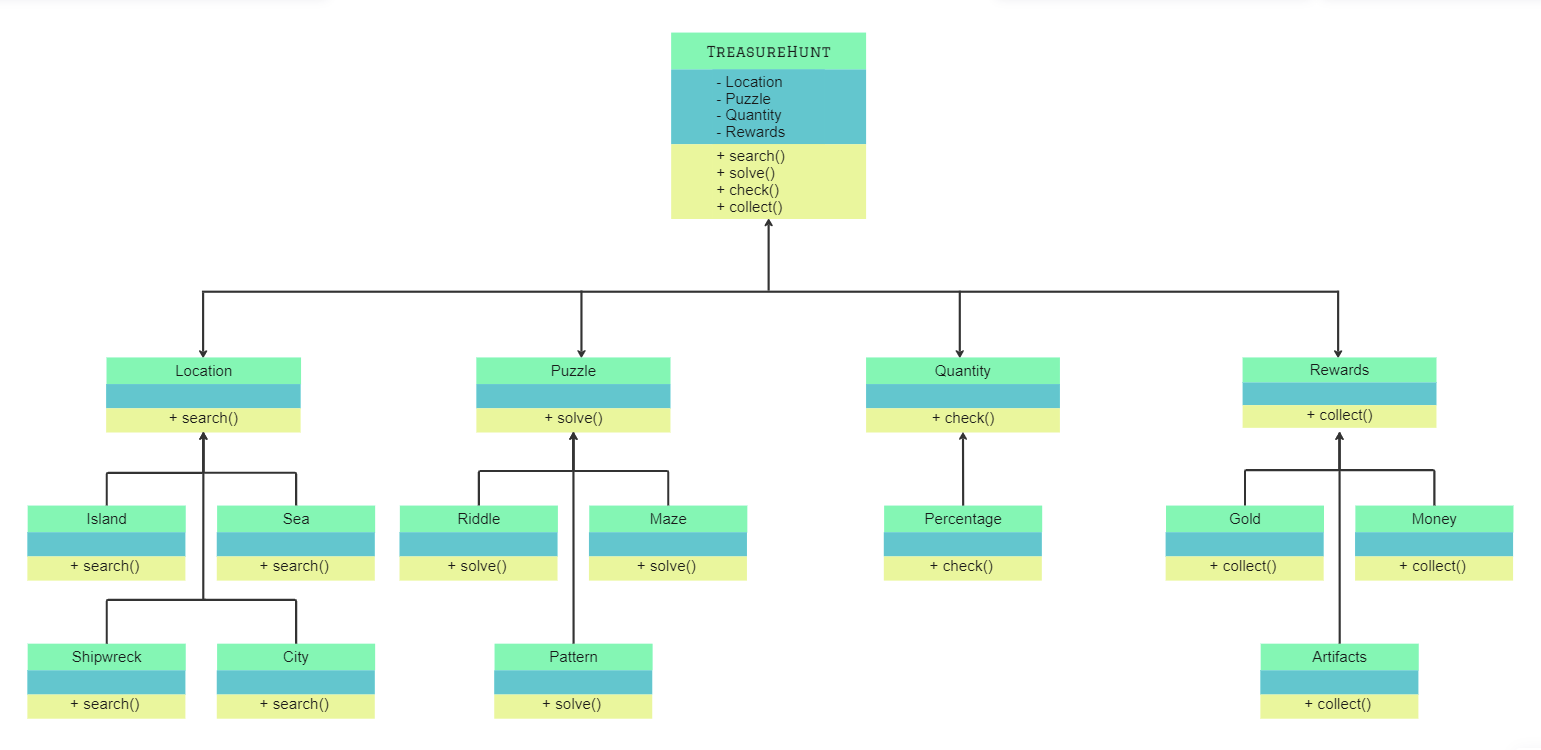 TreasureHunt
- Location
- Puzzle
- Quantity
- Rewards
+ search()
+ solve()
+ check()
+ collect()
Location
+ search()
Puzzle
+ solve()
Quantity
+ check()
Rewards
+ collect()
Island
+ search()
Sea
+ search()
Riddle
+ solve()
Maze
+ solve()
Percentage
+ check()
Gold
+ collect()
Money
+ collect()
Shipwreck
+ search()
City
+ search()
Pattern
+ solve()
Artifacts
+ collect()